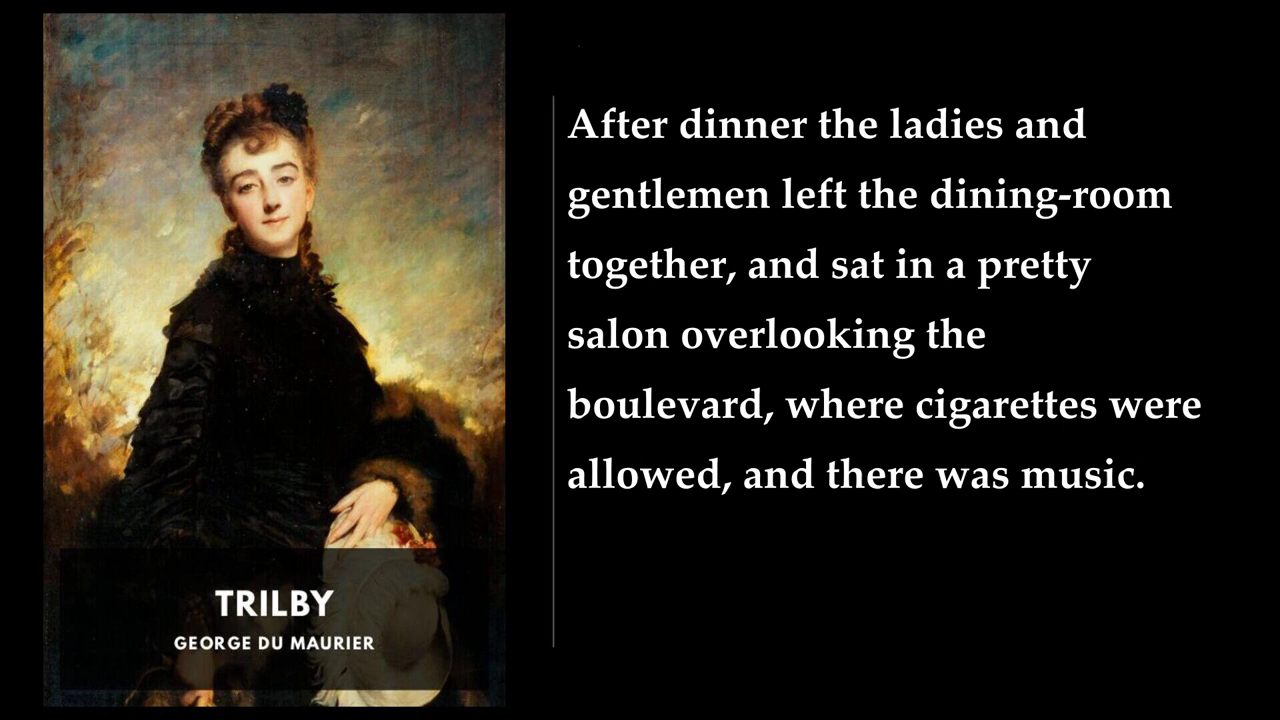 TRILBY
GEORGE DU MAURIER
After dinner the ladies and
gentlemen left the dining-room
together, and sat in a pretty
salon overlooking the
boulevard, where cigarettes were
allowed, and there was music.